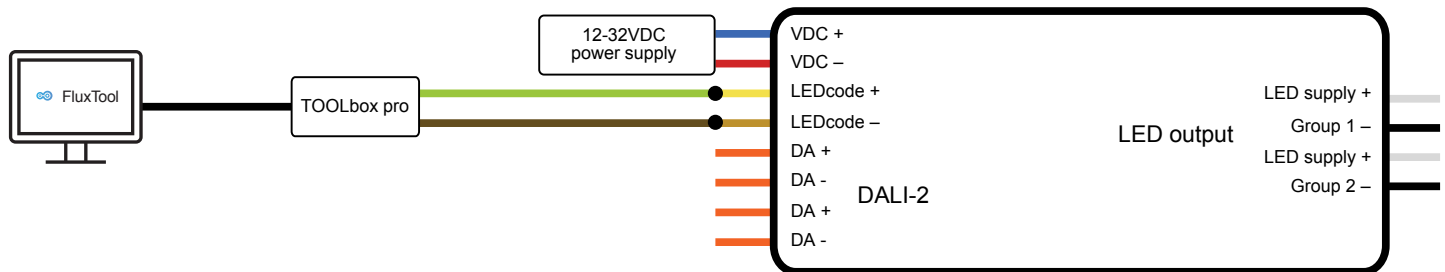 FluxTool
TOOLbox pro
12-32VDC
power supply
VDC +
VDC –
LEDcode +
LEDcode –
DA +
DA -
DA +
DA -
DALI-2
LED output
LED supply +
Group 1 –
LED supply +
Group 2 –